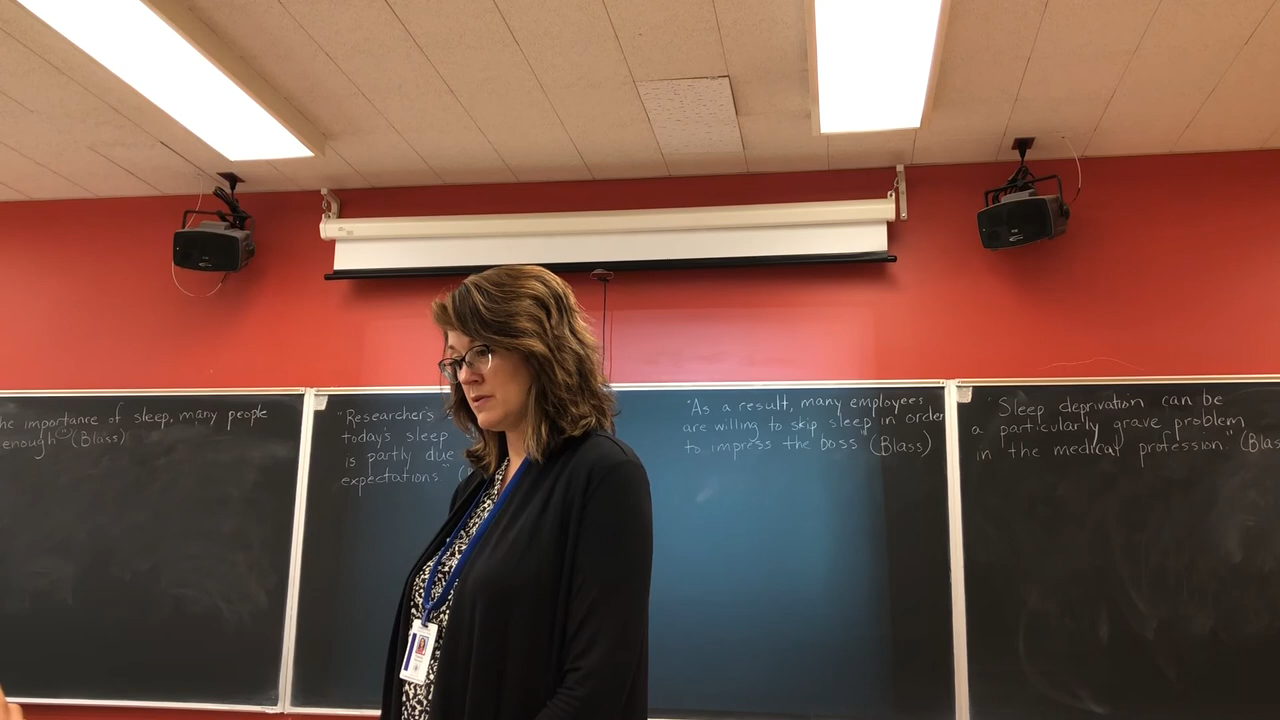 he importance of sleep, many people
enough" (Blass)
"Researcher's
today's sleep
is partly due
expectations." (
"As a result, many employees
are willing to skip sleep in order
to impress the boss" (Blass)
"Sleep deprivation can be
a particularly grave problem
in the medical profession." (Blas